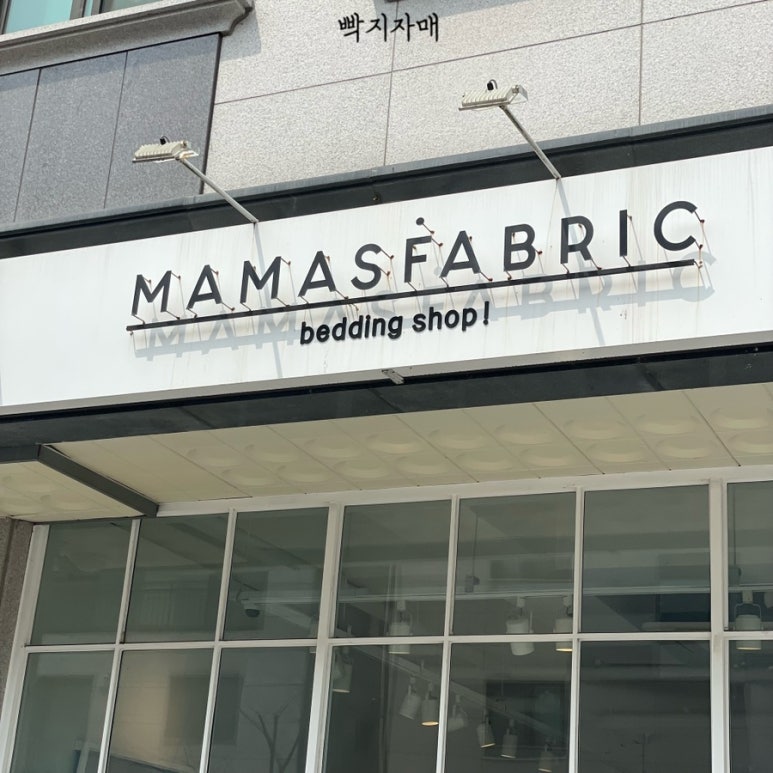 빡지자매
MAMASFABRIC
bedding shop!